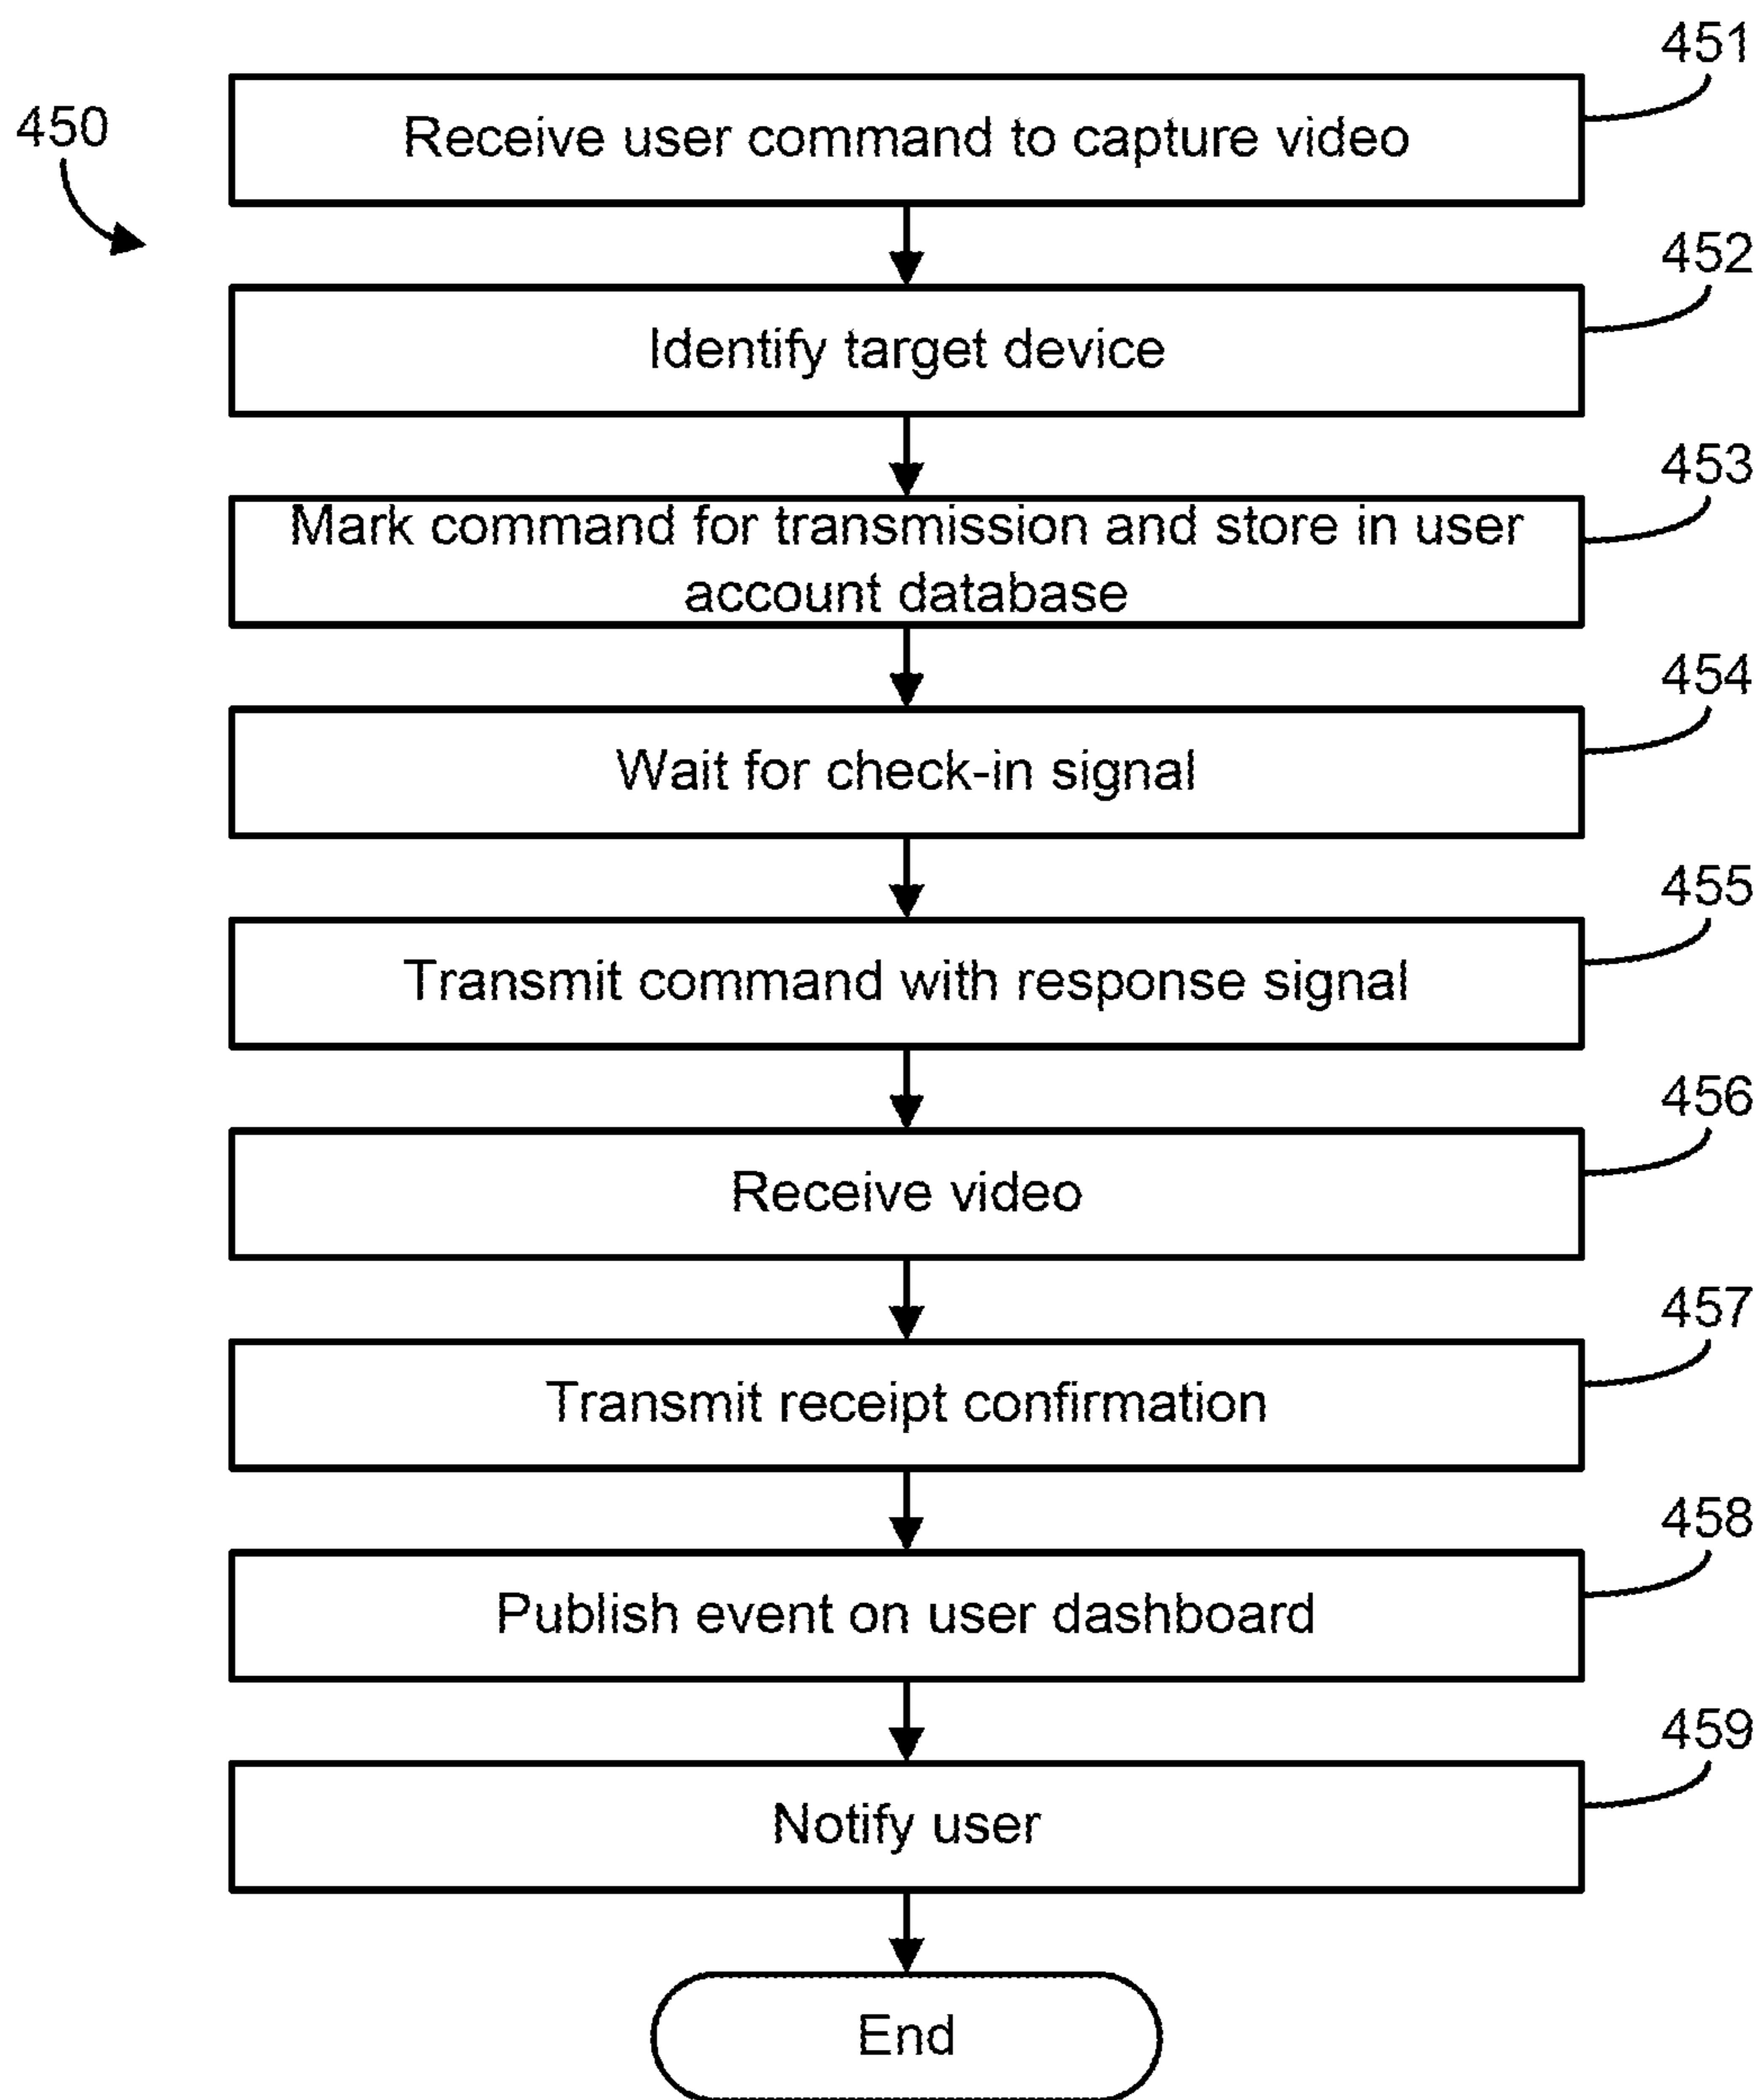 451
450
Receive user command to capture video
452
Identify target device
453
Mark command for transmission and store in user
account database
454
Wait for check-in signal
455
Transmit command with response signal
456
Receive video
457
Transmit receipt confirmation
458
Publish event on user dashboard
459
Notify user
End